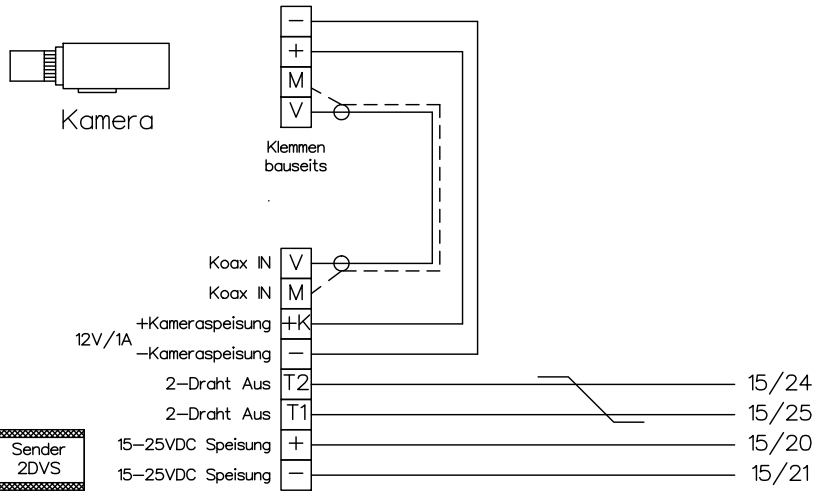 −
+
M
V
Kamera
Klemmen
bauseits
Koax IN V
Koax IN M
12V/1A
+Kameraspeisung +K
−Kameraspeisung −
2−Draht Aus T2 15/24
2−Draht Aus T1 15/25
15−25VDC Speisung + 15/20
15−25VDC Speisung − 15/21
Sender
2DVS